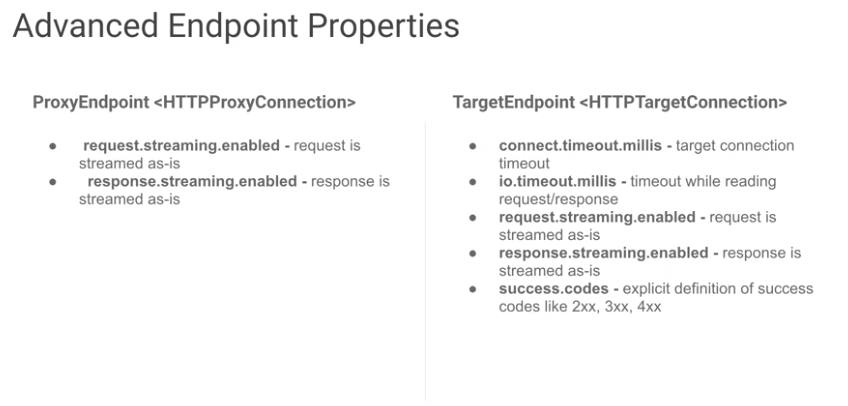 Advanced Endpoint Properties
ProxyEndpoint <HTTPProxyConnection>
● request.streaming.enabled - request is
streamed as-is
● response.streaming.enabled - response is
streamed as-is
TargetEndpoint <HTTPTargetConnection>
● connect.timeout.millis - target connection
timeout
● io.timeout.millis - timeout while reading
request/response
● request.streaming.enabled - request is
streamed as-is
● response.streaming.enabled - response is
streamed as-is
● success.codes - explicit definition of success
codes like 2xx, 3xx, 4xx